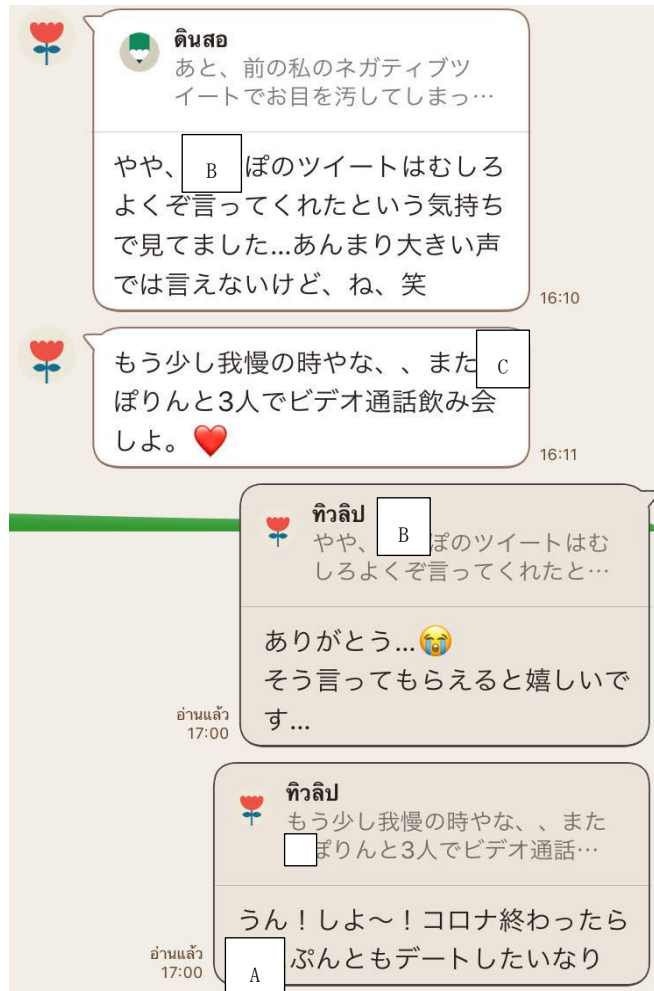 ดินสอ
あと、前の私のネガティブツ
イートでお目を汚してしまっ…
やや、 B ぽのツイートはむしろ
よくぞ言ってくれたという気持ち
で見てました...あんまり大きい声
では言えないけど、ね、笑
16:10
もう少し我慢の時やな、、また C
ぽりんと3人でビデオ通話飲み会
しよ。❤️
16:11
ทิวลิป
やや、 B ぽのツイートはむ
しろよくぞ言ってくれたと…
ありがとう...😭
そう言ってもらえると嬉しいで
す...
อ่านแล้ว
17:00
ทิวลิป
もう少し我慢の時やな、、また
ぽりんと3人でビデオ通話…
うん！しよ〜！コロナ終わったら
A ぷんともデートしたいなり
อ่านแล้ว
17:00